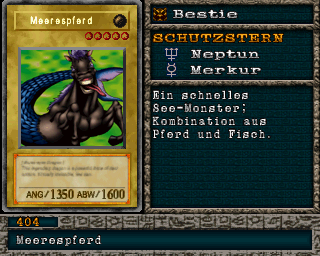 Meerespferd
ANG/1350 ABW/1600
Bestie
SCHUTZSTERN
Neptun
Merkur
Ein schnelles
See-Monster;
Kombination aus
Pferd und Fisch.
404
Meerespferd